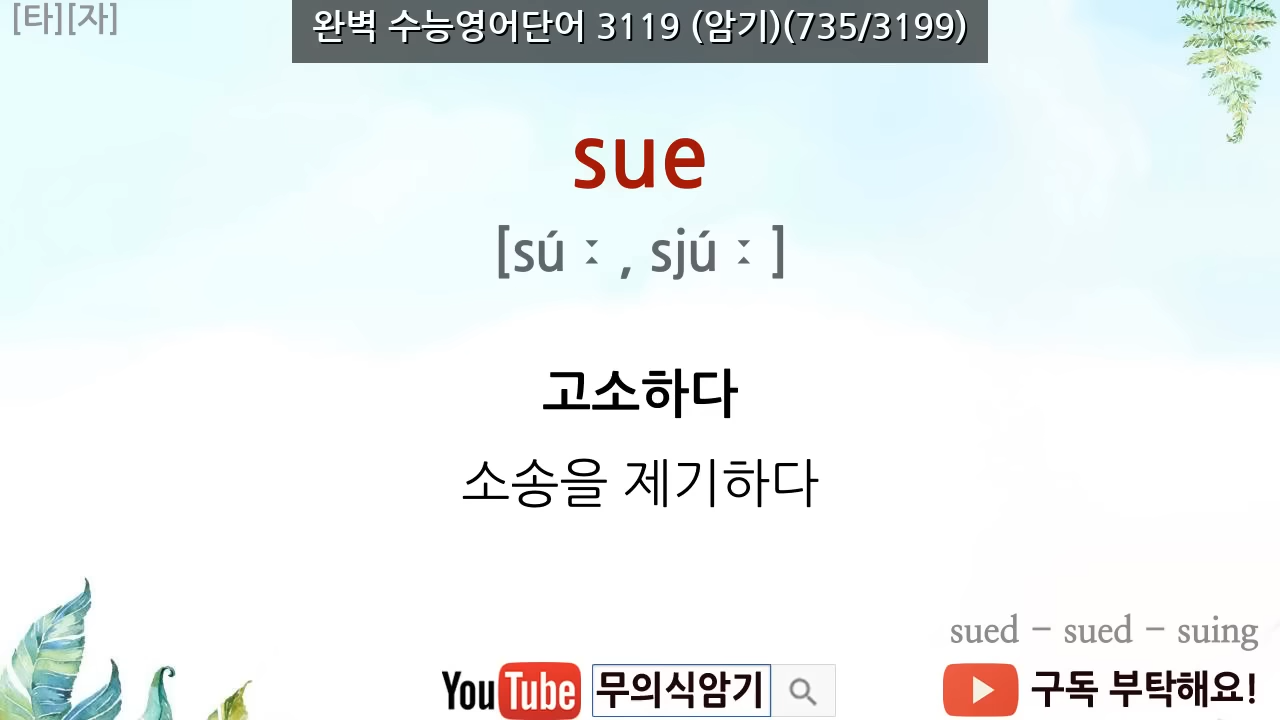 [타][자]
완벽 수능영어단어 3119 (암기)(735/3199)
sue
[súː, sjúː]
고소하다
소송을 제기하다
sued - sued - suing
YouTube 무의식암기
구독 부탁해요!